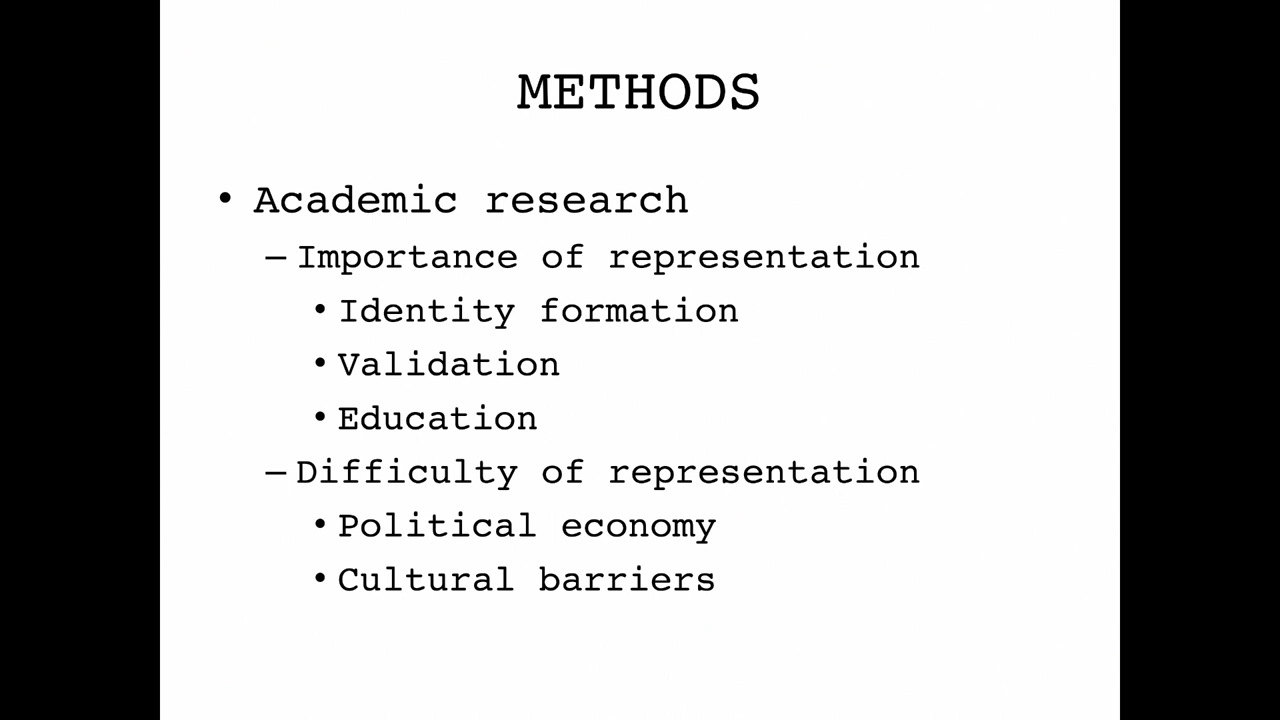 METHODS
• Academic research
– Importance of representation
• Identity formation
• Validation
• Education
– Difficulty of representation
• Political economy
• Cultural barriers